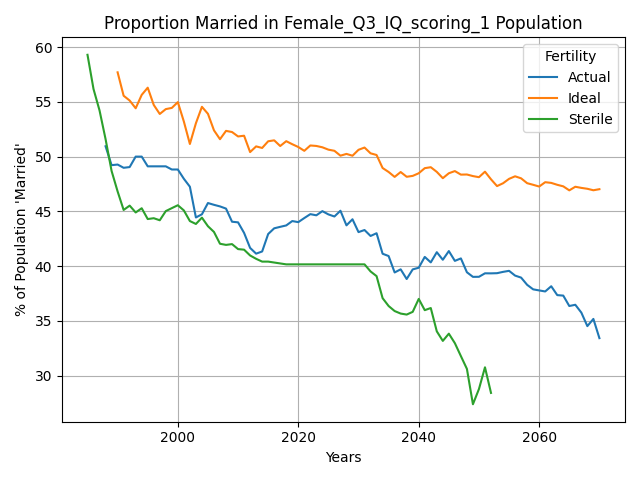 Proportion Married in Female_Q3_IQ_scoring_1 Population
60
55
50
45
40
35
30
% of Population 'Married'
Fertility
Actual
Ideal
Sterile
2000
2020
2040
2060
Years